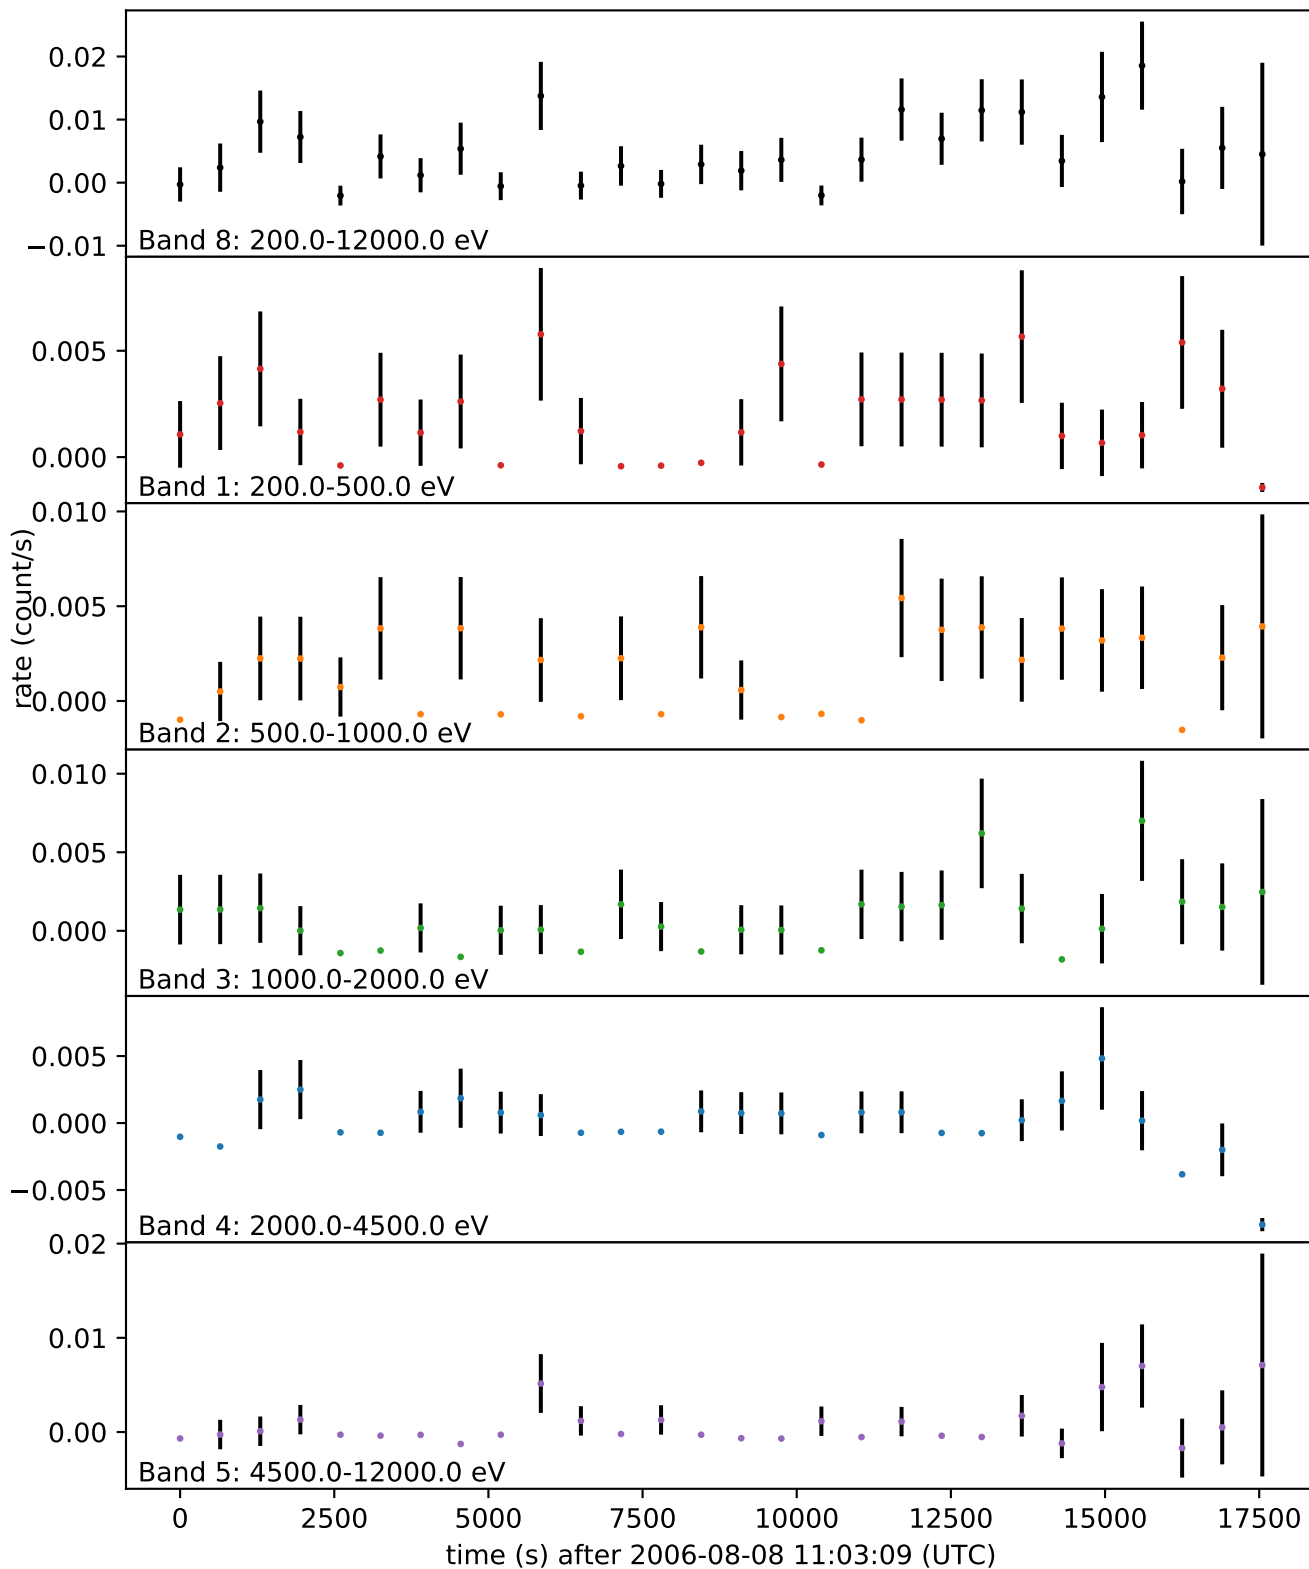 0.02
0.01
0.00
−0.01
Band 8: 200.0-12000.0 eV
0.005
0.000
Band 1: 200.0-500.0 eV
rate (count/s)
0.010
0.005
0.000
Band 2: 500.0-1000.0 eV
0.010
0.005
0.000
Band 3: 1000.0-2000.0 eV
0.005
0.000
−0.005
Band 4: 2000.0-4500.0 eV
0.02
0.01
0.00
Band 5: 4500.0-12000.0 eV
0 2500 5000 7500 10000 12500 15000 17500
time (s) after 2006-08-08 11:03:09 (UTC)